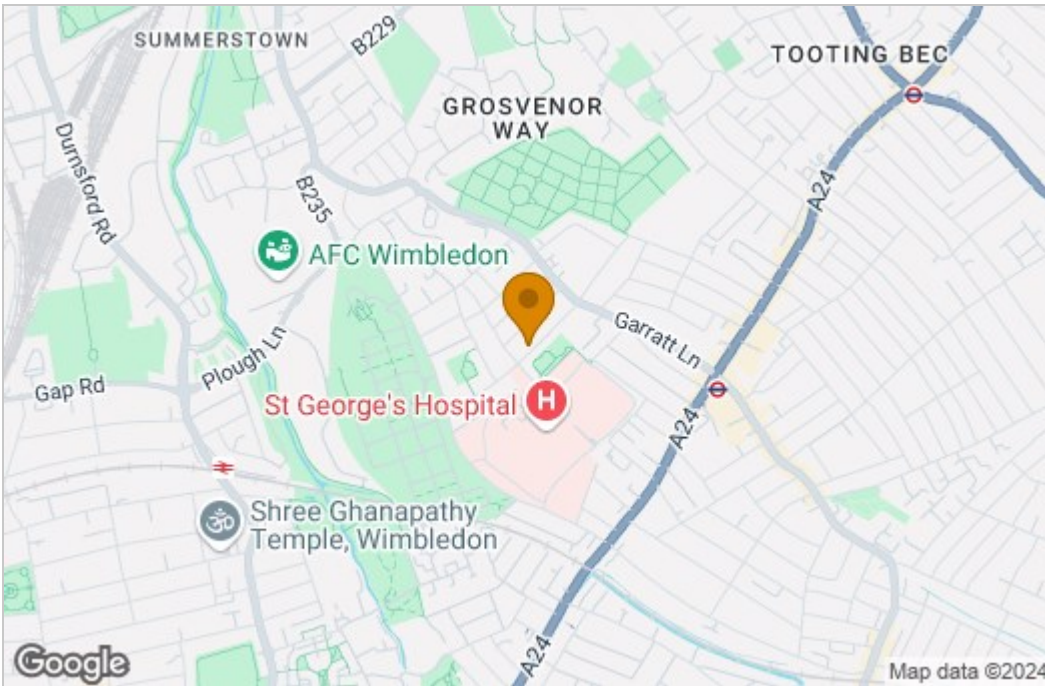 SUMMERSTOWN
B229
TOOTING BEC
GROSVENOR
WAY
Durnsford Rd
B235
A24
AFC Wimbledon
Garratt Ln
Plough Ln
Gap Rd
St George's Hospital
H
A24
Shree Ghanapathy
Temple, Wimbledon
A24
Google
Map data ©2024